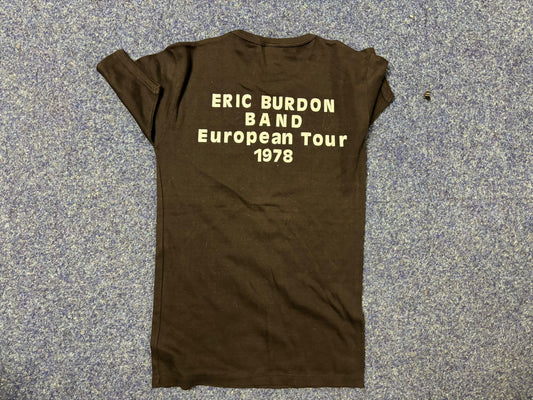 ERIC BURDON
BAND
European Tour
1978